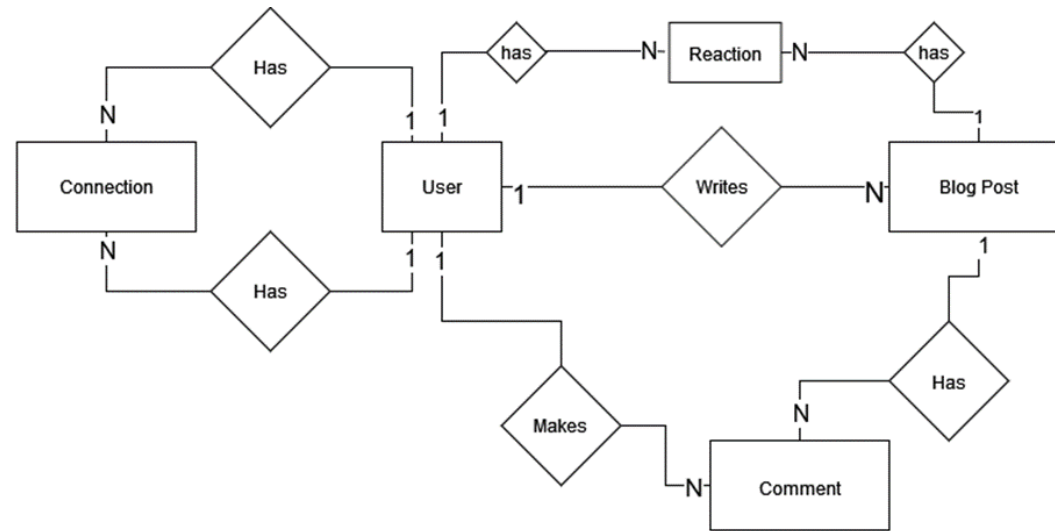 Has
has
N
Reaction
N
has
N
1
1
1
Connection
User
1
Writes
N
Blog Post
N
1
1
1
Has
Has
Makes
N
N
Comment